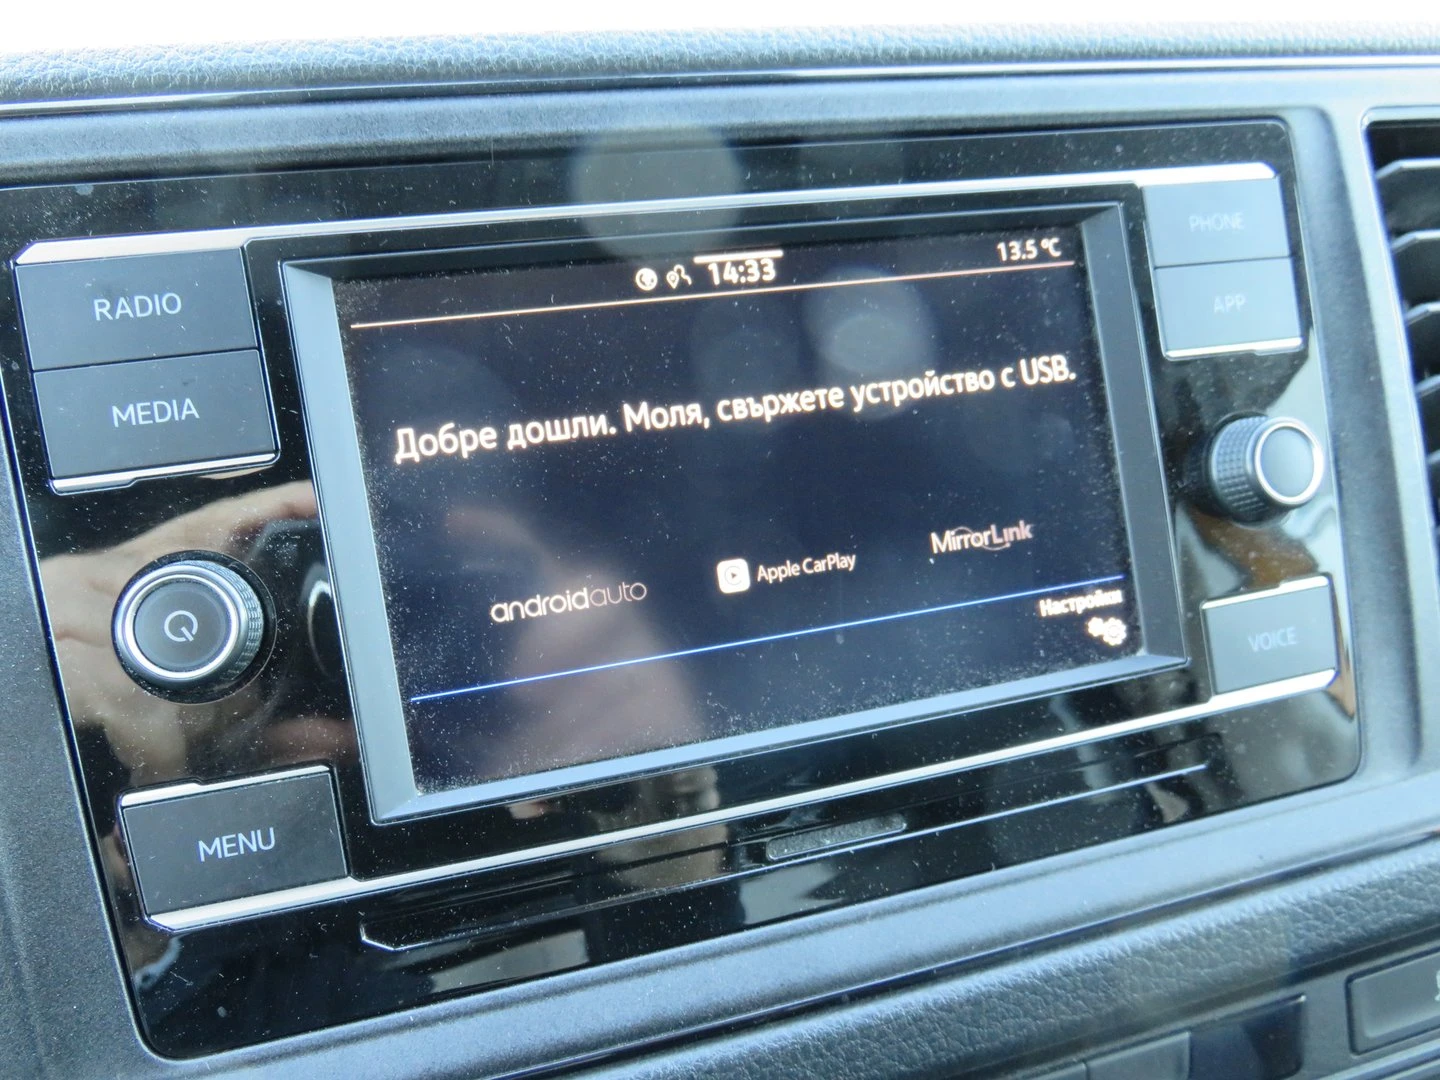 RADIO
MEDIA
MENU
14:33
13.5 °C
Добре дошли. Моля, свържете устройство с USB.
androidauto
Apple CarPlay
MirrorLink
Настройки
PHONE
APP
VOICE